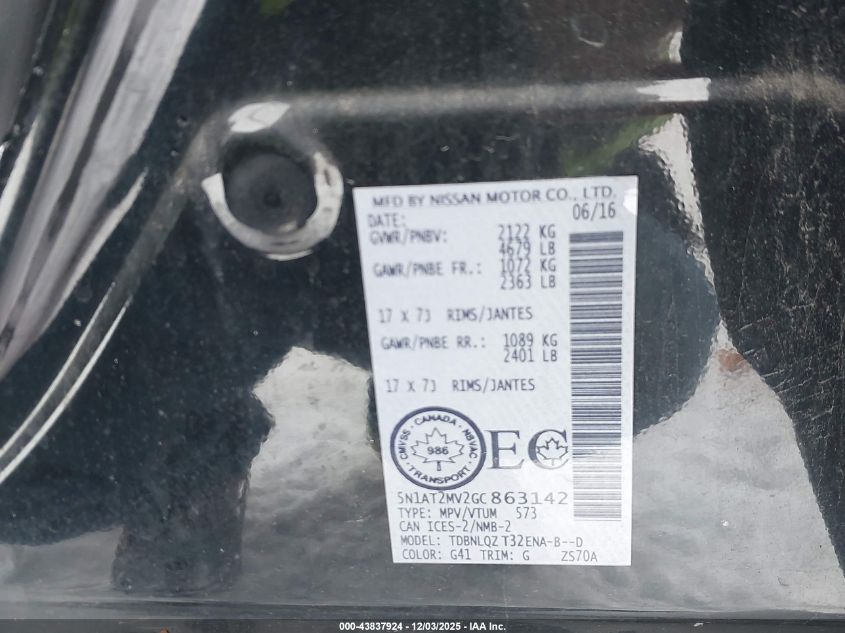 MFD BY NISSAN MOTOR CO., LTD.
DATE: 06/16
GVWR/PNBV: 2122 KG
4679 LB
GAWR/PNBE FR.: 1072 KG
2363 LB
17 X 73 RIMS/JANTES
GAWR/PNBE RR.: 1089 KG
2401 LB
17 X 73 RIMS/JANTES
CANADA
CMVSS - NSVAC
986
TRANSPORT
EC
5N1AT2MV2GC863142
TYPE: MPV/VTUM 573
CAN ICES-2/NMB-2
MODEL: TDBNLQZ T32ENA-B--D
COLOR: G41 TRIM: G ZS70A
000-43837924 - 12/03/2025 - IAA Inc.